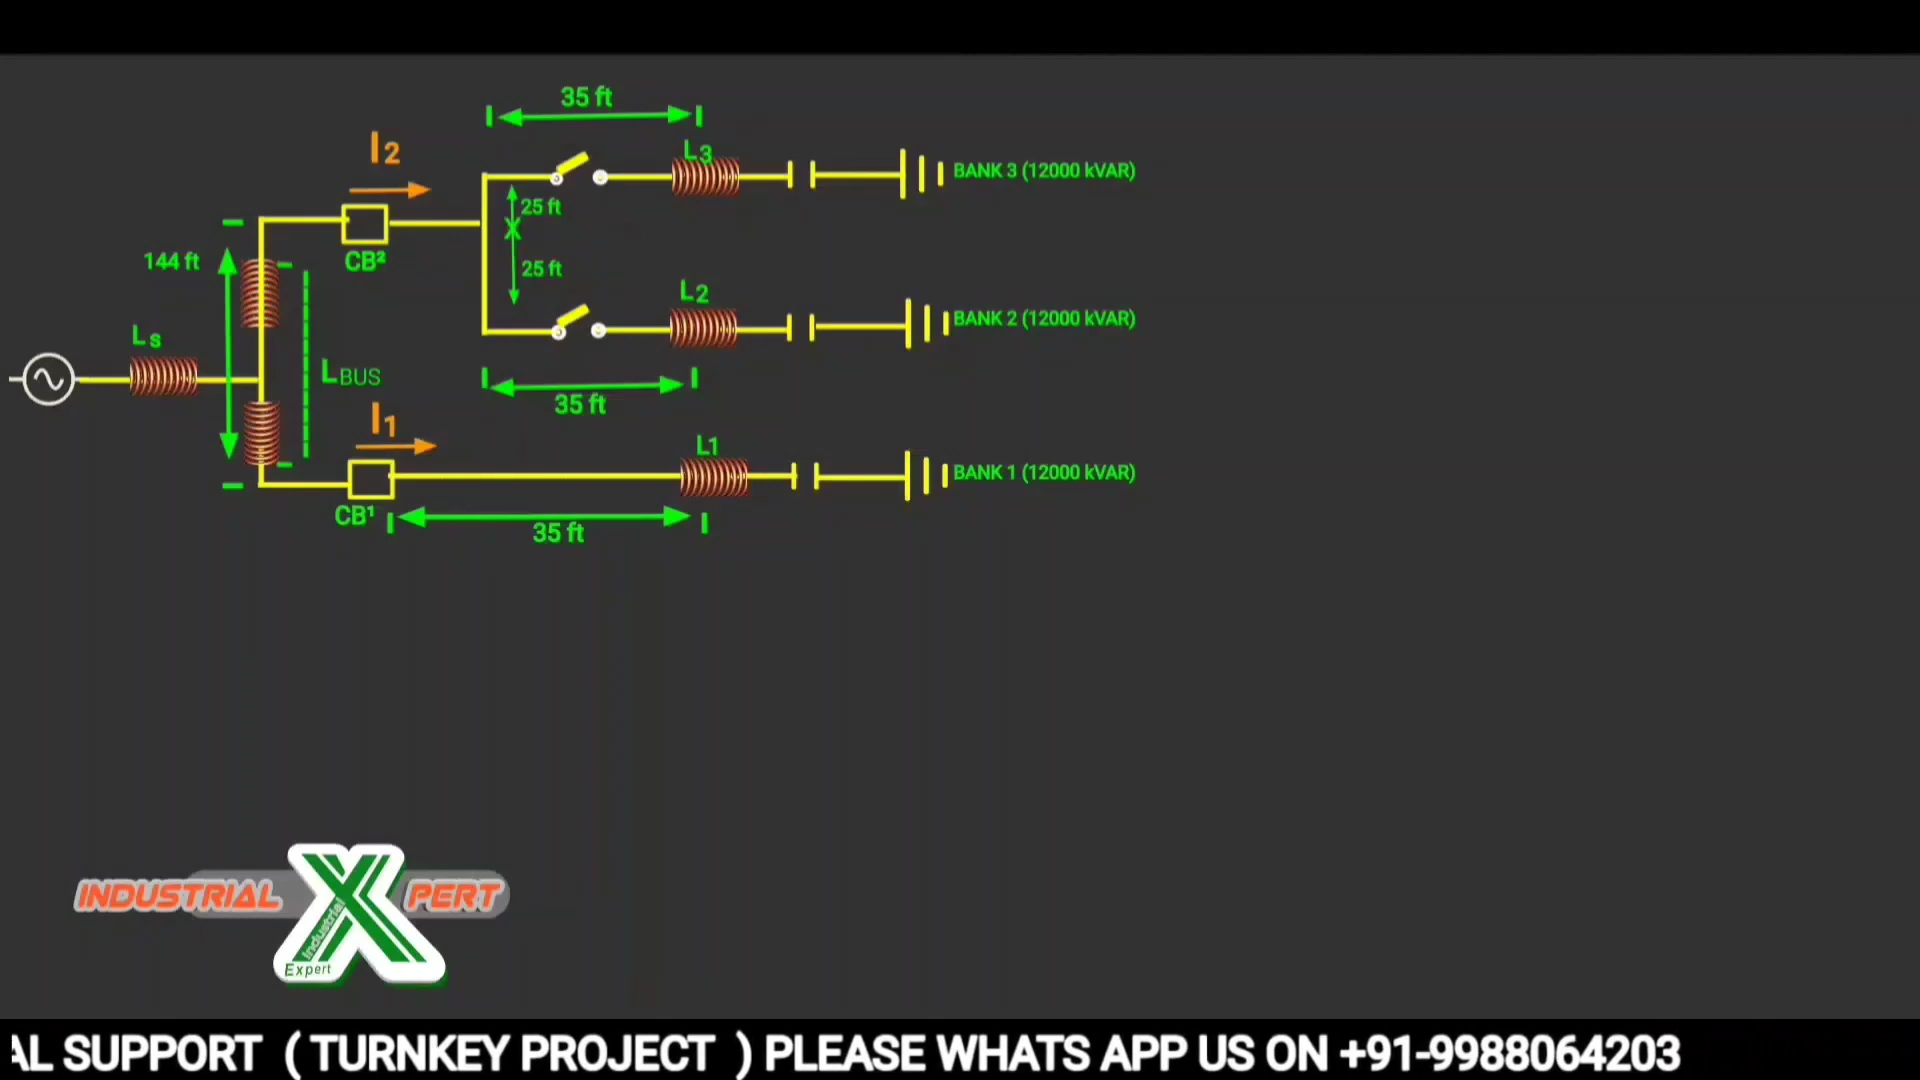 35 ft
I2
L3
BANK 3 (12000 kVAR)
25 ft
144 ft
CB²
25 ft
L2
BANK 2 (12000 kVAR)
Ls
LBUS
35 ft
I1
L1
BANK 1 (12000 kVAR)
CB¹
35 ft
INDUSTRIAL X PERT
Industrial
Expert
AL SUPPORT ( TURNKEY PROJECT ) PLEASE WHATS APP US ON +91-9988064203